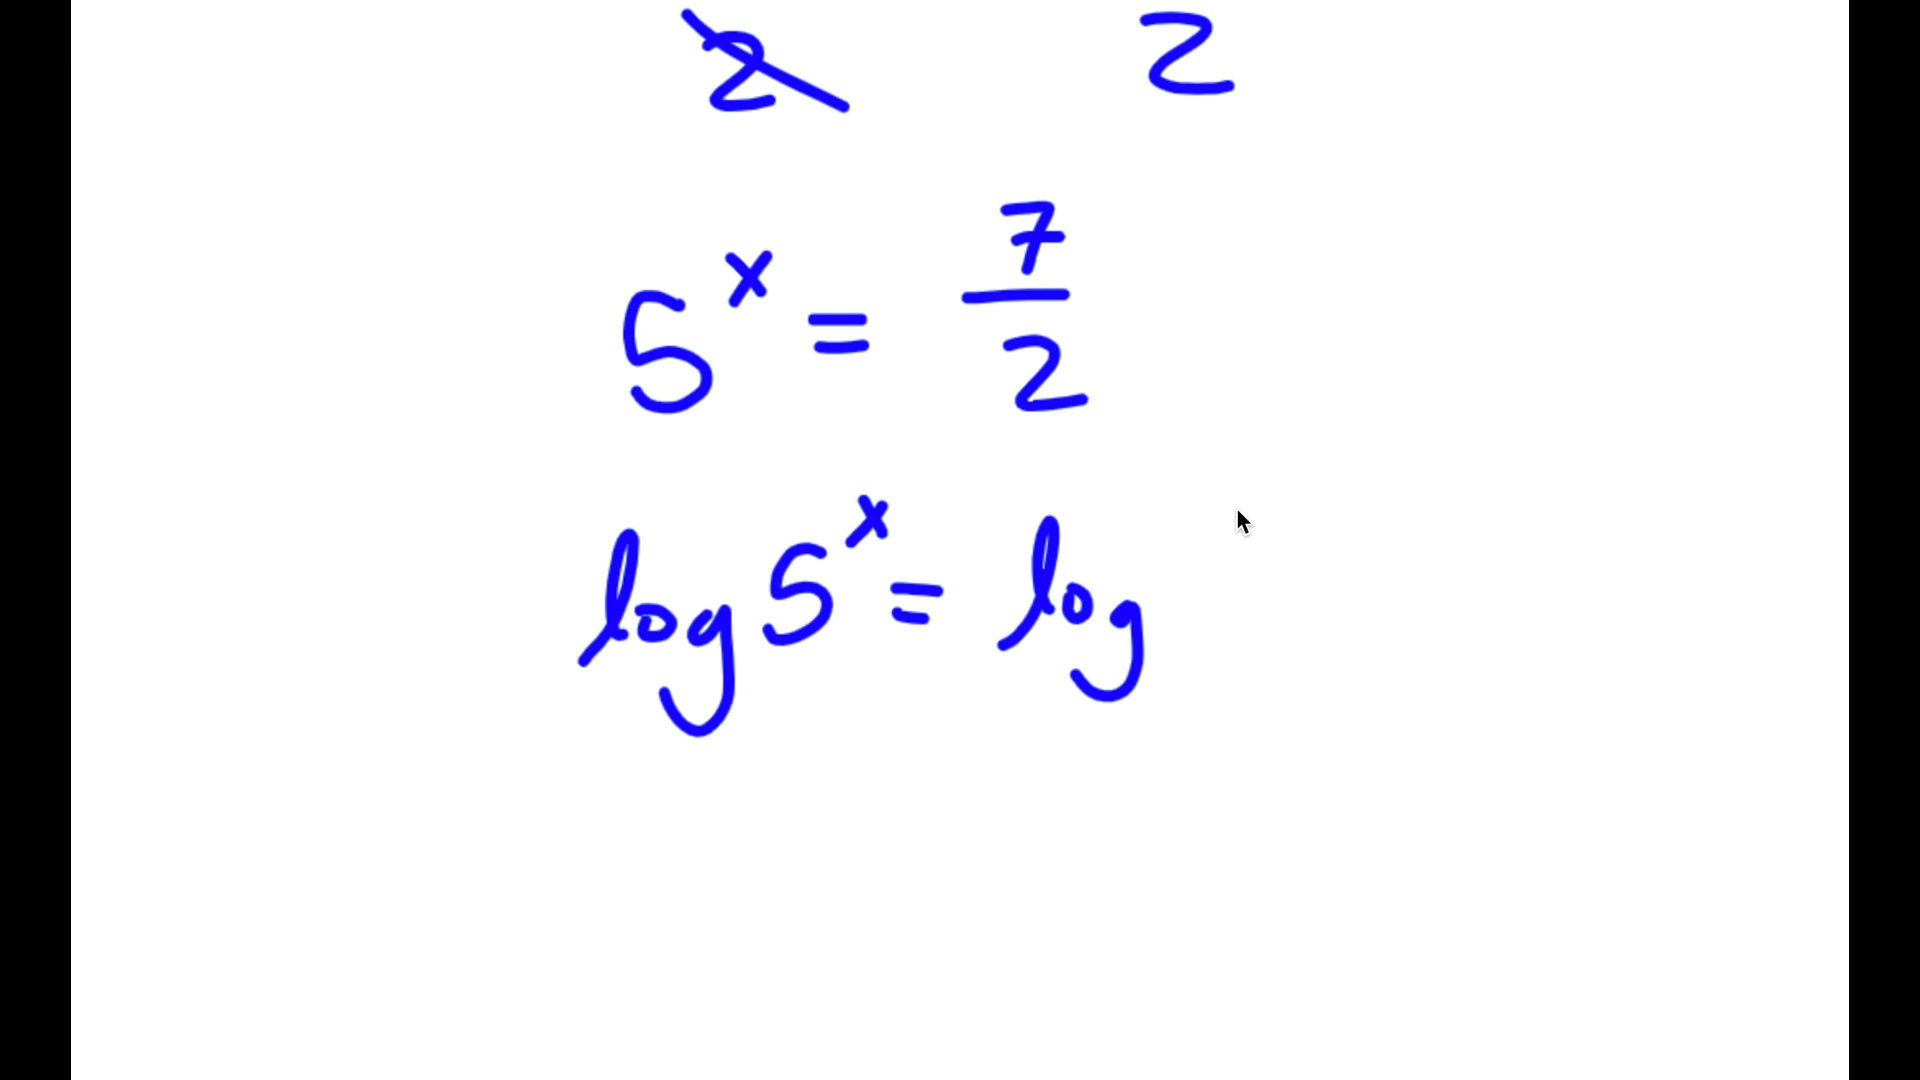 2 2
5^x = 7/2
log 5^x = log